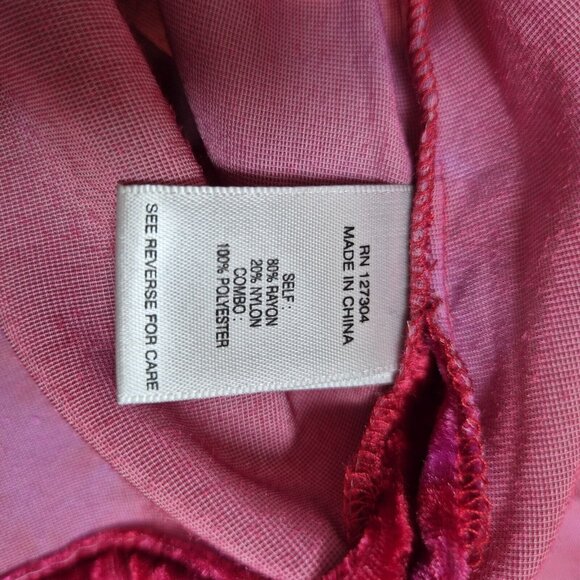 RN 127304
MADE IN CHINA
SELF :
80% RAYON
20% NYLON
COMBO :
100% POLYESTER
SEE REVERSE FOR CARE